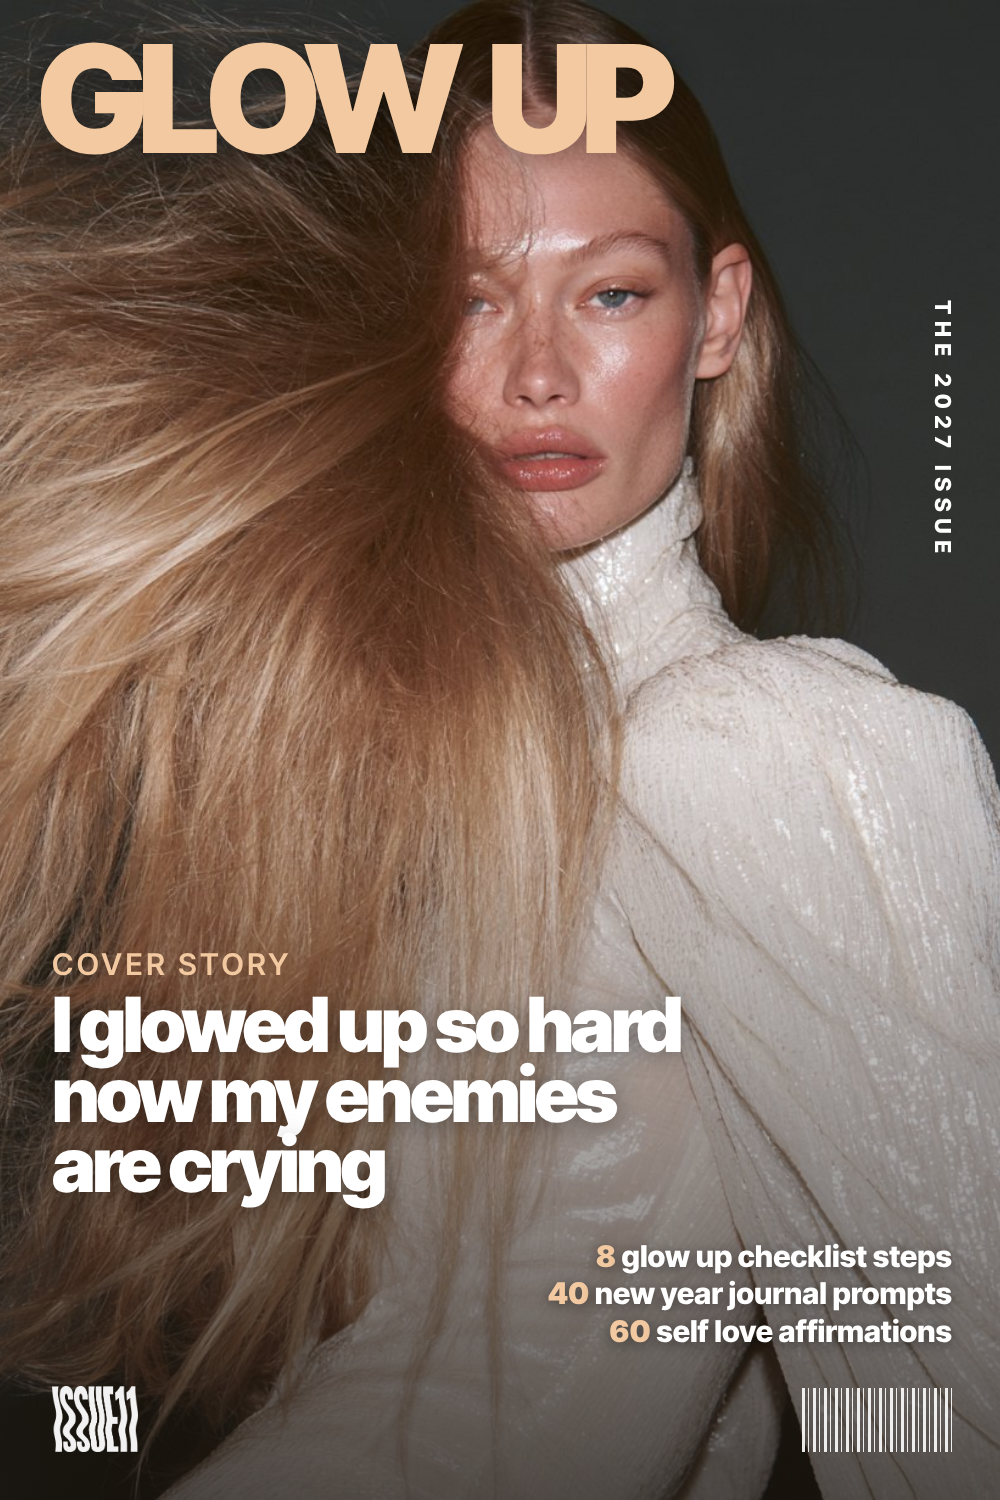 GLOW UP
THE 2027 ISSUE
COVER STORY
I glowed up so hard
now my enemies
are crying
8 glow up checklist steps
40 new year journal prompts
60 self love affirmations
ISSUE11